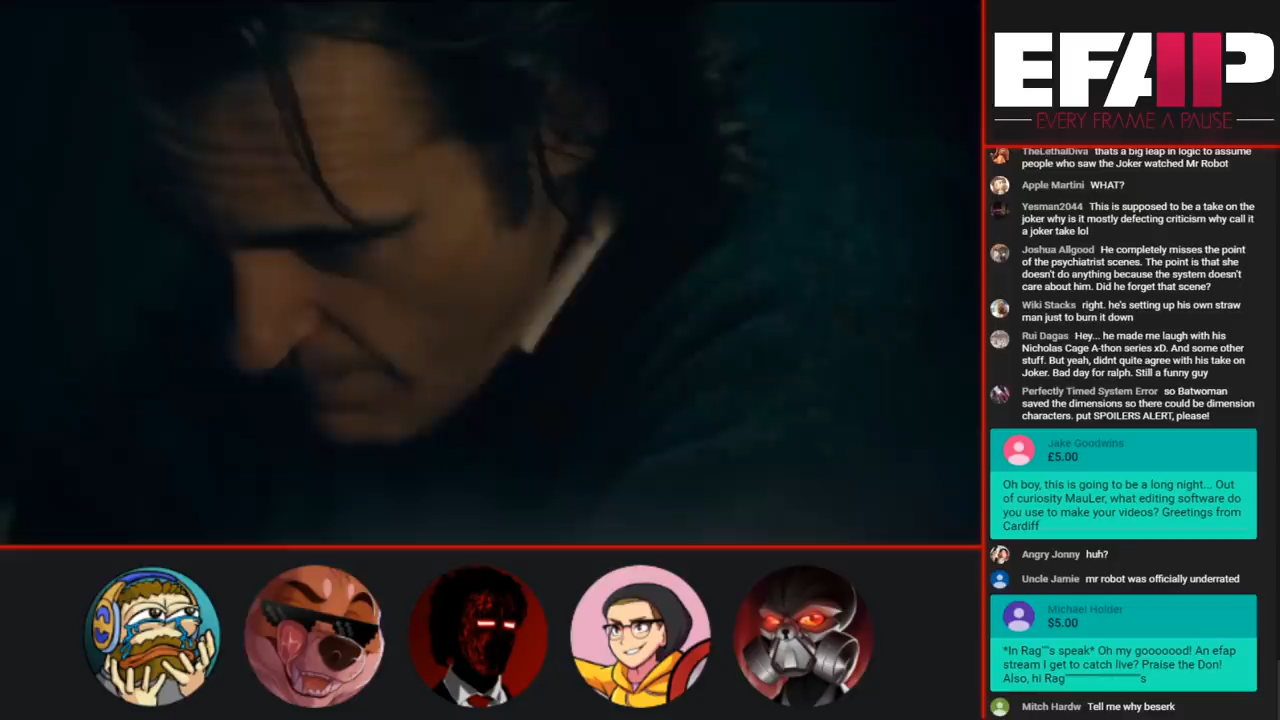 EFAP
EVERY FRAME A PAUSE
TheLethalDiva thats a big leap in logic to assume
people who saw the Joker watched Mr Robot
Apple Martini WHAT?
Yesman2044 This is supposed to be a take on the
joker why is it mostly defecting criticism why call it
a joker take lol
Joshua Allgood He completely misses the point
of the psychiatrist scenes. The point is that she
doesn't do anything because the system doesn't
care about him. Did he forget that scene?
Wiki Stacks right. he's setting up his own straw
man just to burn it down
Rui Dagas Hey... he made me laugh with his
Nicholas Cage A-thon series xD. And some other
stuff. But yeah, didnt quite agree with his take on
Joker. Bad day for ralph. Still a funny guy
Perfectly Timed System Error so Batwoman
saved the dimensions so there could be dimension
characters. put SPOILERS ALERT, please!
Jake Goodwins
£5.00
Oh boy, this is going to be a long night... Out
of curiosity MauLer, what editing software do
you use to make your videos? Greetings from
Cardiff
Angry Jonny huh?
Uncle Jamie mr robot was officially underrated
Michael Holder
$5.00
*In Rag'''s speak* Oh my gooooood! An efap
stream I get to catch live? Praise the Don!
Also, hi Rag s
Mitch Hardw Tell me why beserk